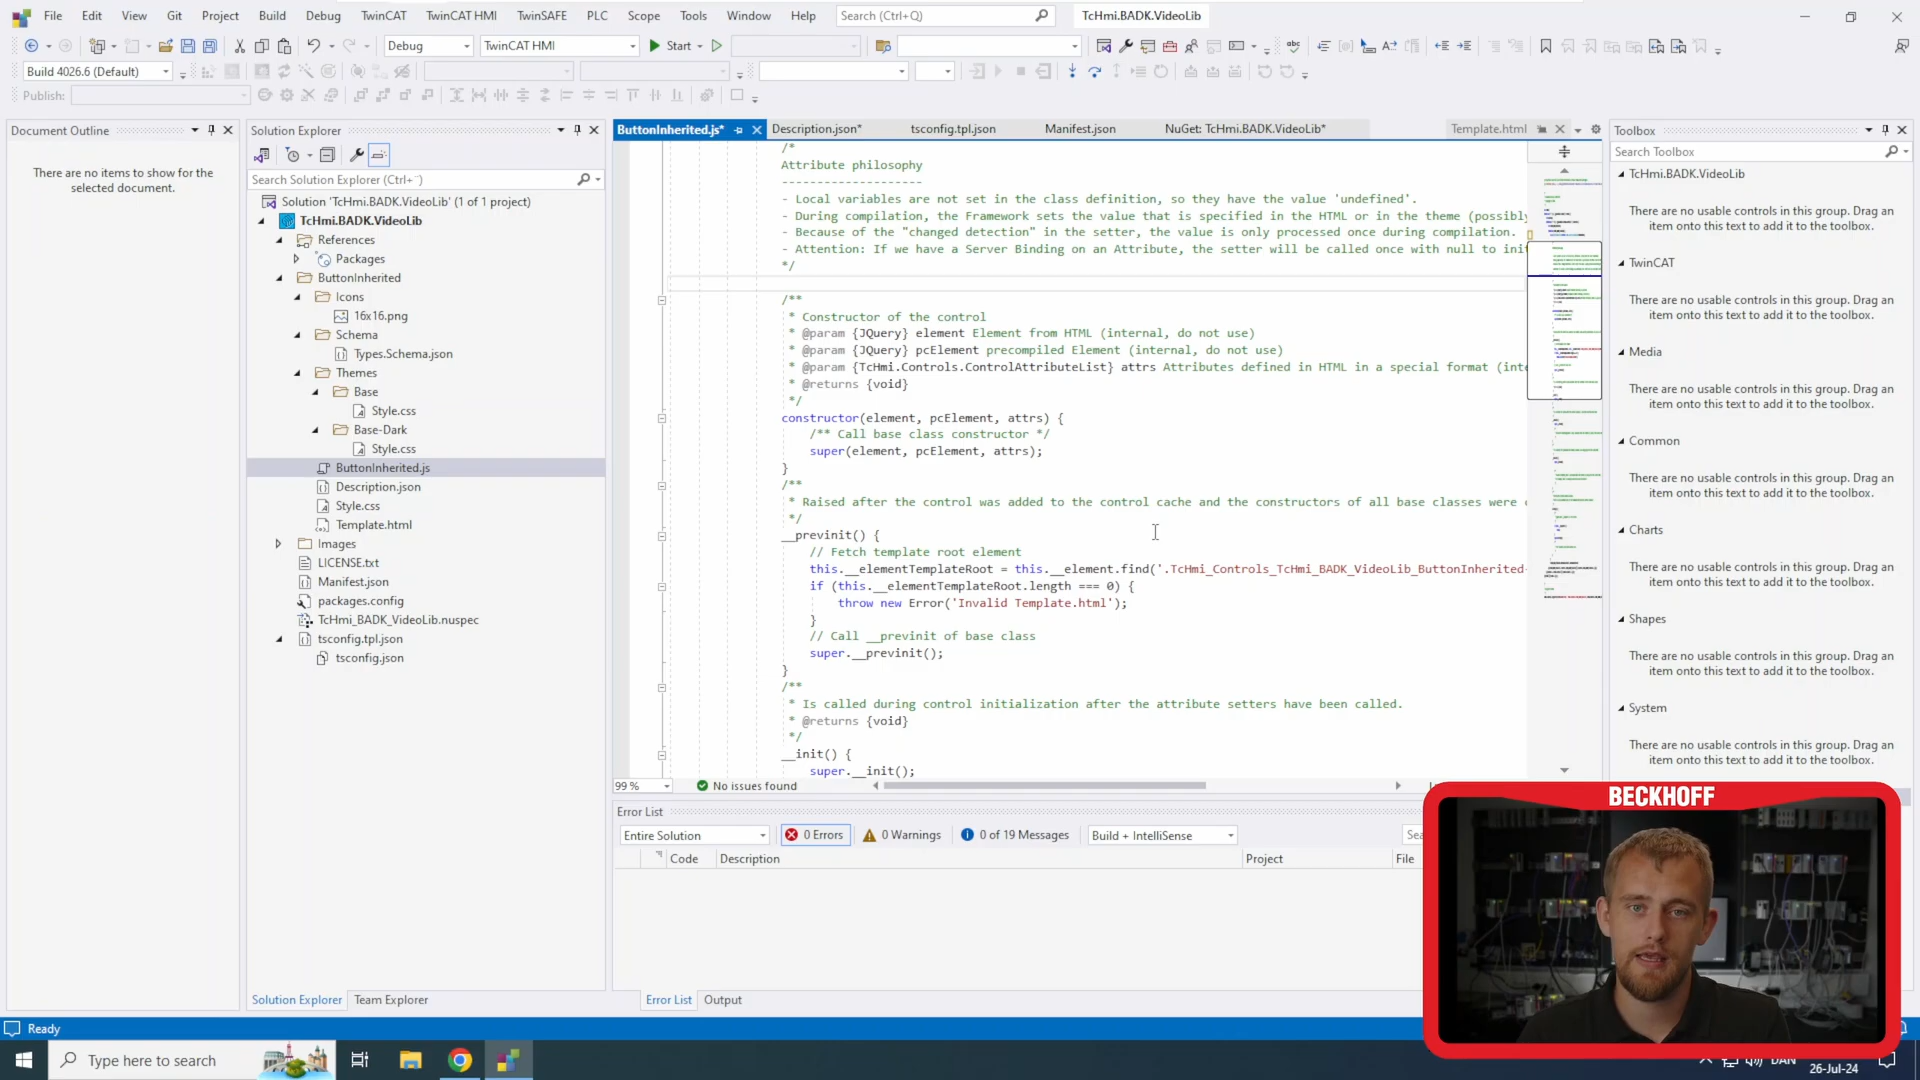 File Edit View Git Project Build Debug TwinCAT TwinCAT HMI TwinSAFE PLC Scope Tools Window Help Search (Ctrl+Q) TcHmi.BADK.VideoLib
Debug TwinCAT HMI Start
Build 4026.6 (Default)
Publish:
Document Outline
There are no items to show for the
selected document.
Solution Explorer
Search Solution Explorer (Ctrl+¨)
Solution 'TcHmi.BADK.VideoLib' (1 of 1 project)
TcHmi.BADK.VideoLib
References
Packages
ButtonInherited
Icons
16x16.png
Schema
Types.Schema.json
Themes
Base
Style.css
Base-Dark
Style.css
ButtonInherited.js
Description.json
Style.css
Template.html
Images
LICENSE.txt
Manifest.json
packages.config
TcHmi_BADK_VideoLib.nuspec
tsconfig.tpl.json
tsconfig.json
Solution Explorer Team Explorer
ButtonInherited.js* Description.json* tsconfig.tpl.json Manifest.json NuGet: TcHmi.BADK.VideoLib* Template.html
/*
Attribute philosophy
--------------------
- Local variables are not set in the class definition, so they have the value 'undefined'.
- During compilation, the Framework sets the value that is specified in the HTML or in the theme (possibly
- Because of the "changed detection" in the setter, the value is only processed once during compilation.
- Attention: If we have a Server Binding on an Attribute, the setter will be called once with null to ini
*/
/**
* Constructor of the control
* @param {JQuery} element Element from HTML (internal, do not use)
* @param {JQuery} pcElement precompiled Element (internal, do not use)
* @param {TcHmi.Controls.ControlAttributeList} attrs Attributes defined in HTML in a special format (inte
* @returns {void}
*/
constructor(element, pcElement, attrs) {
/** Call base class constructor */
super(element, pcElement, attrs);
}
/**
* Raised after the control was added to the control cache and the constructors of all base classes were
*/
__previnit() {
// Fetch template root element
this.__elementTemplateRoot = this.__element.find('.TcHmi_Controls_TcHmi_BADK_VideoLib_ButtonInherited-
if (this.__elementTemplateRoot.length === 0) {
throw new Error('Invalid Template.html');
}
// Call __previnit of base class
super.__previnit();
}
/**
* Is called during control initialization after the attribute setters have been called.
* @returns {void}
*/
__init() {
super.__init();
99 % No issues found
Error List
Entire Solution 0 Errors 0 Warnings 0 of 19 Messages Build + IntelliSense Sea
Code Description Project File
Error List Output
Toolbox
Search Toolbox
TcHmi.BADK.VideoLib
There are no usable controls in this group. Drag an
item onto this text to add it to the toolbox.
TwinCAT
There are no usable controls in this group. Drag an
item onto this text to add it to the toolbox.
Media
There are no usable controls in this group. Drag an
item onto this text to add it to the toolbox.
Common
There are no usable controls in this group. Drag an
item onto this text to add it to the toolbox.
Charts
There are no usable controls in this group. Drag an
item onto this text to add it to the toolbox.
Shapes
There are no usable controls in this group. Drag an
item onto this text to add it to the toolbox.
System
There are no usable controls in this group. Drag an
item onto this text to add it to the toolbox.
BECKHOFF
Ready
Type here to search
DAN
26-Jul-24